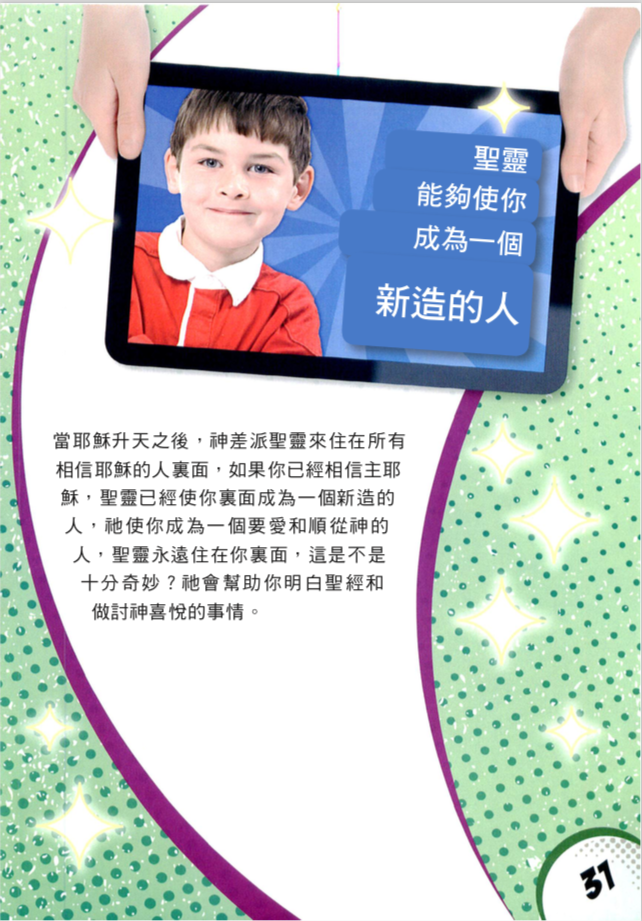 聖靈
能夠使你
成為一個
新造的人
當耶穌升天之後，神差派聖靈來住在所有
相信耶穌的人裏面，如果你已經相信主耶
穌，聖靈已經使你裏面成為一個新造的
人，祂使你成為一個要愛和順從神的
人，聖靈永遠住在你裏面，這是不是
十分奇妙？祂會幫助你明白聖經和
做討神喜悅的事情。
31